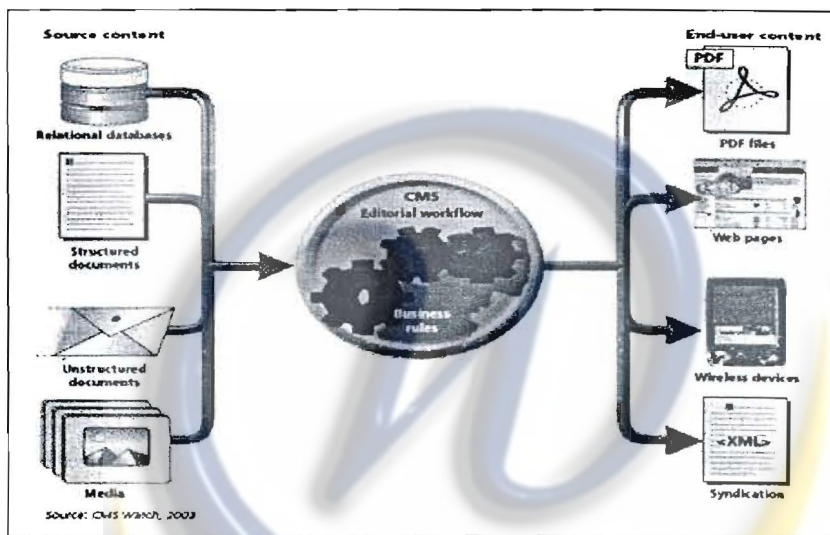 Source content
Relational databases
Structured
documents
Unstructured
documents
Media
Source: CMS Watch, 2003
CMS
Editorial workflow
Business
rules
End-user content
PDF
PDF files
Web pages
Wireless devices
<XML>
Syndication